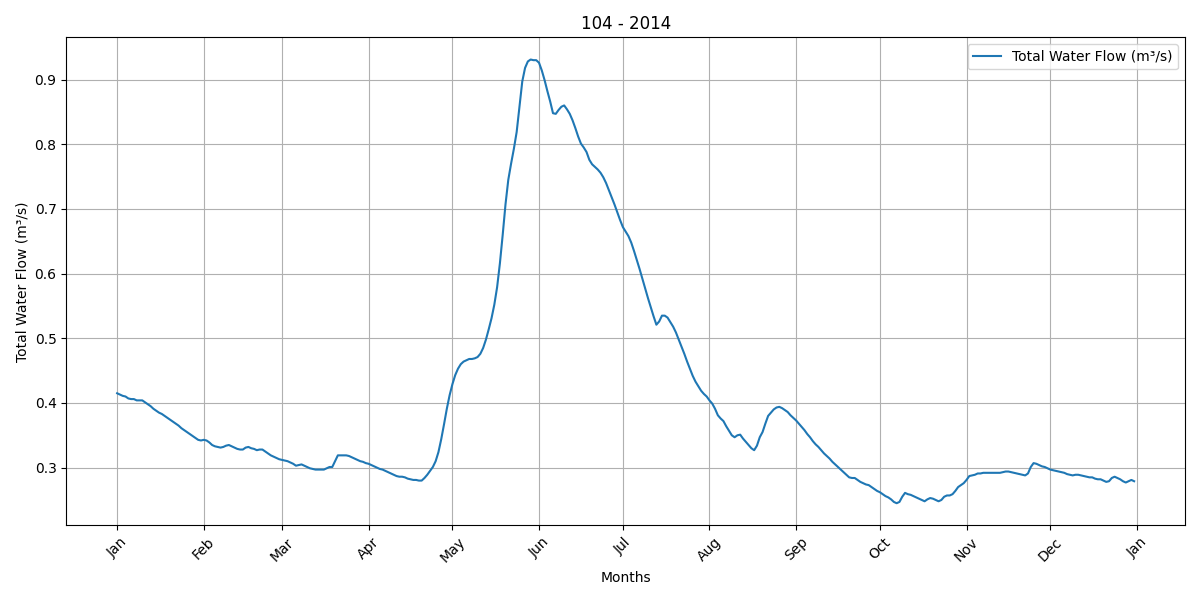 104 - 2014
Total Water Flow (m³/s)
Total Water Flow (m³/s)
0.9
0.8
0.7
0.6
0.5
0.4
0.3
Jan
Feb
Mar
Apr
May
Jun
Jul
Aug
Sep
Oct
Nov
Dec
Jan
Months